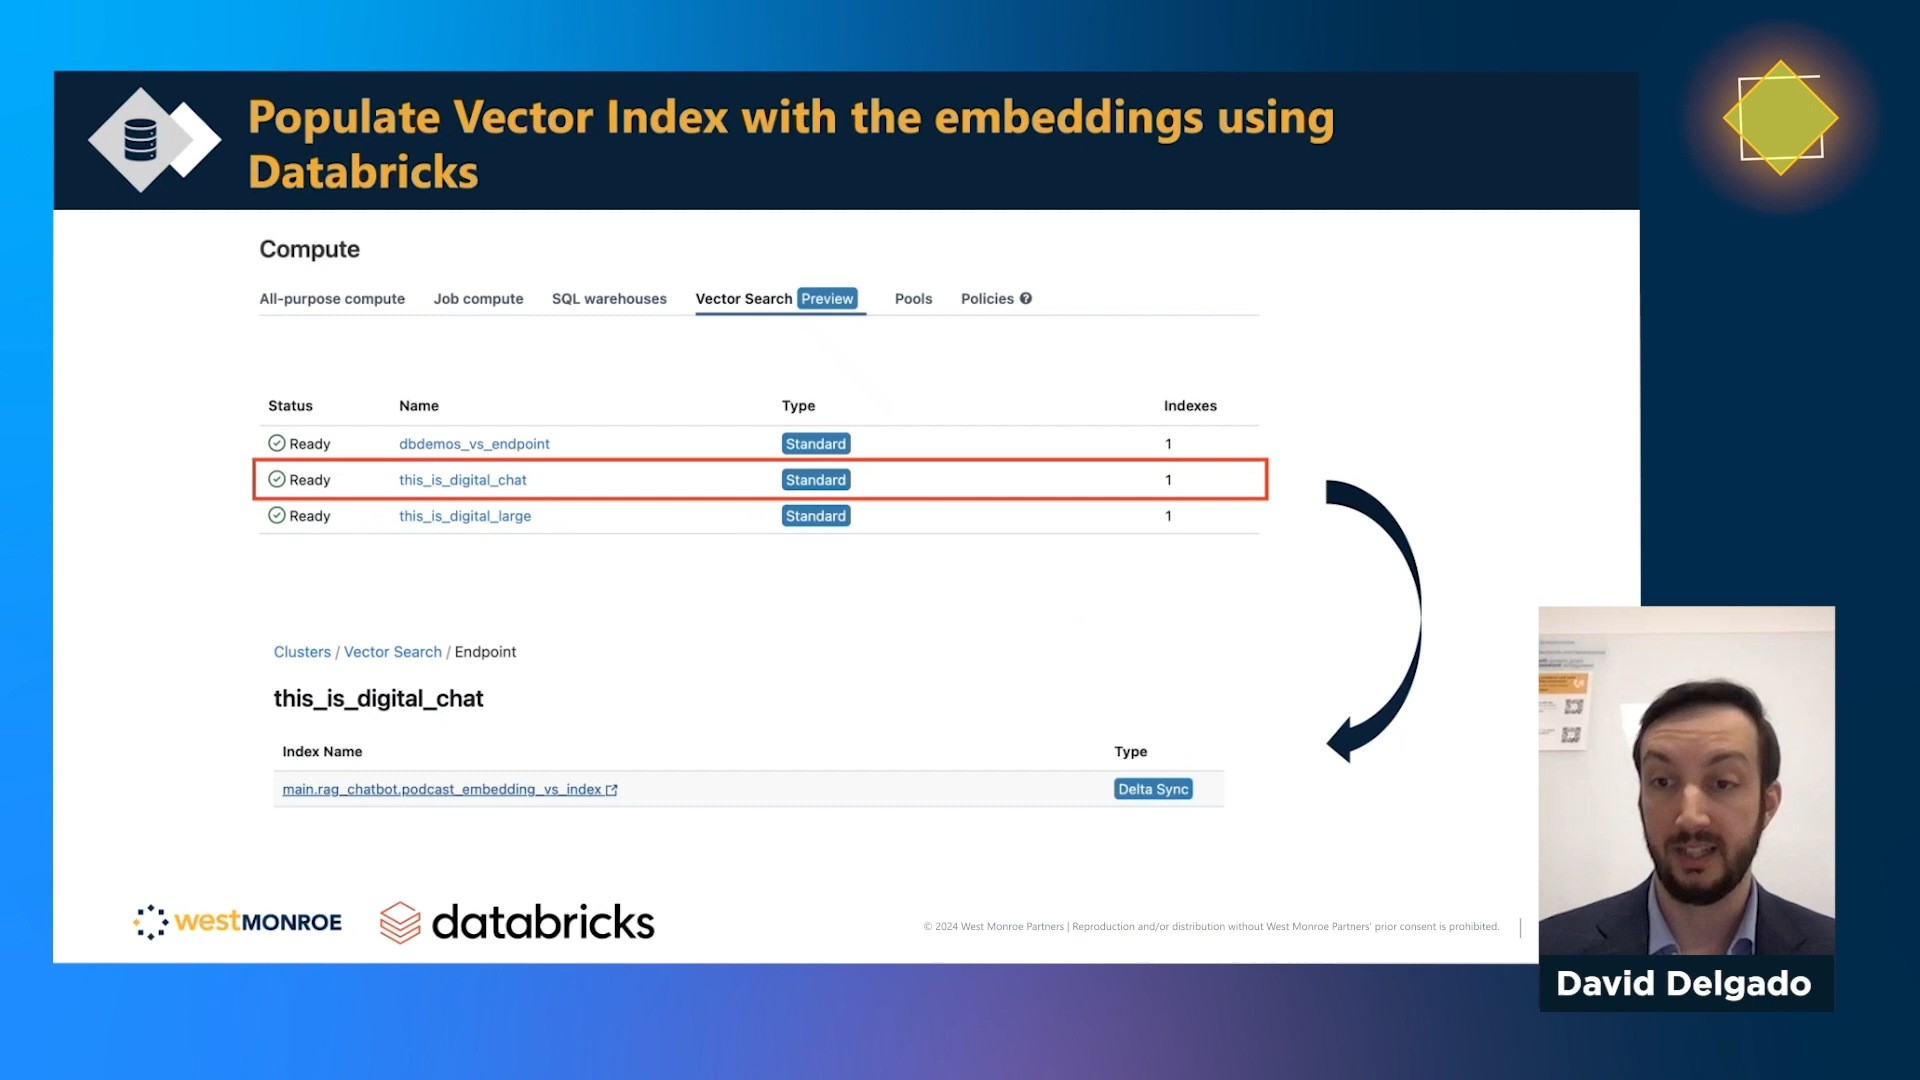 Populate Vector Index with the embeddings using
Databricks
Compute
All-purpose compute Job compute SQL warehouses Vector Search Preview Pools Policies
Status Name Type Indexes
Ready dbdemos_vs_endpoint Standard 1
Ready this_is_digital_chat Standard 1
Ready this_is_digital_large Standard 1
Clusters / Vector Search / Endpoint
this_is_digital_chat
Index Name Type
main.rag_chatbot.podcast_embedding_vs_index Delta Sync
westMONROE databricks
© 2024 West Monroe Partners | Reproduction and/or distribution without West Monroe Partners' prior consent is prohibited.
David Delgado